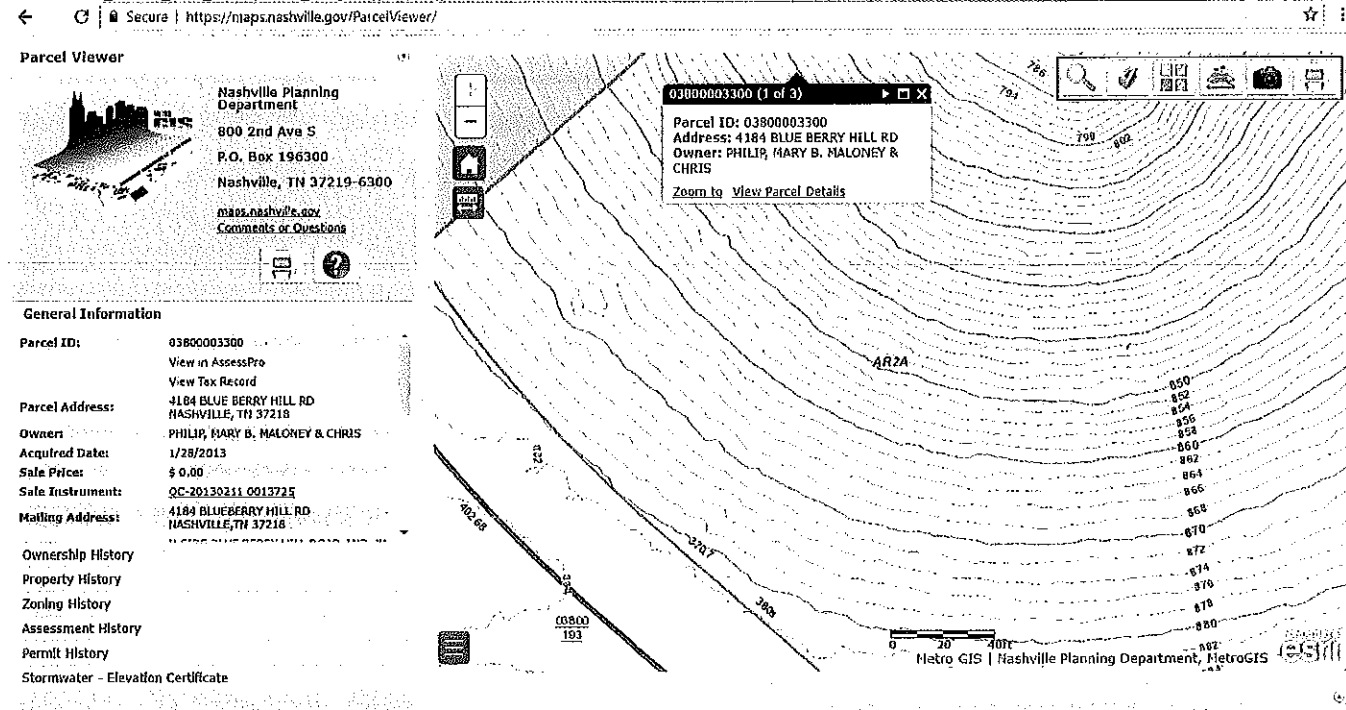 Secure | https://maps.nashville.gov/ParcelViewer/
Parcel Viewer
Nashville Planning
Department
800 2nd Ave S
P.O. Box 196300
Nashville, TN 37219-6300
maps.nashville.gov
Comments or Questions
General Information
Parcel ID: 03800003300
View in AssessPro
View Tax Record
Parcel Address: 4184 BLUE BERRY HILL RD
NASHVILLE, TN 37218
Owner: PHILIP, MARY B. MALONEY & CHRIS
Acquired Date: 1/28/2013
Sale Price: $ 0.00
Sale Instrument: QC-20130211 0013725
Mailing Address: 4184 BLUEBERRY HILL RD
NASHVILLE,TN 37218
Ownership History
Property History
Zoning History
Assessment History
Permit History
Stormwater - Elevation Certificate
03800003300 (1 of 3)
Parcel ID: 03800003300
Address: 4184 BLUE BERRY HILL RD
Owner: PHILIP, MARY B. MALONEY &
CHRIS
Zoom to View Parcel Details
786
794
798
802
AR2A
850
852
854
856
858
860
862
864
866
868
870
872
874
876
878
880
882
402.68
370.7
03800
193
0 20 40ft
Metro GIS | Nashville Planning Department, MetroGIS
esri